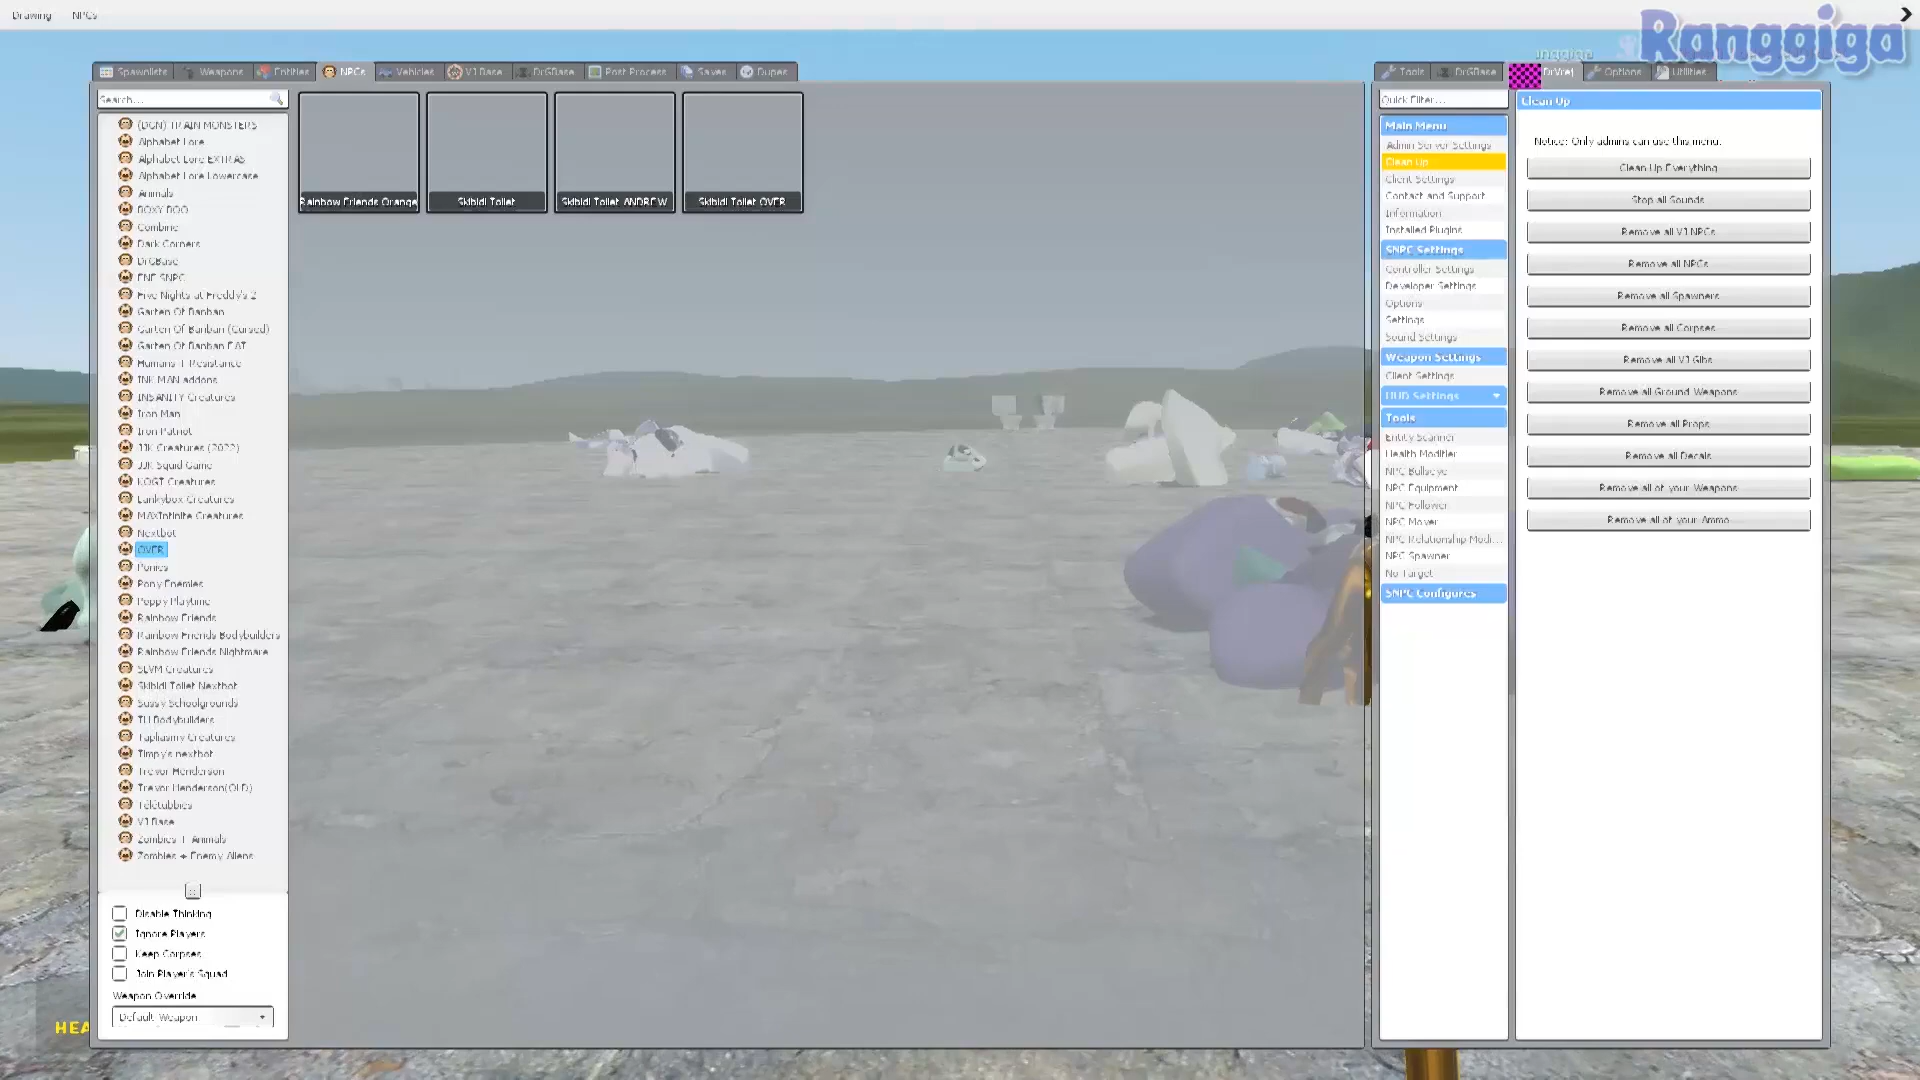 Drawing NPCs
Ranggiga
Spawnlists Weapons Entities NPCs Vehicles VJ Base DrGBase Post Process Saves Dupes
Tools DrGBase DrVrej Options Utilities
Search...
(DGN) TRAIN MONSTERS
Alphabet Lore
Alphabet Lore EXTRAS
Alphabet Lore Lowercase
Animals
BOXY BOO
Combine
Dark Corners
DrGBase
ENE SNPC
Five Nights at Freddy's 2
Garten Of Banban
Garten Of Banban (Cursed)
Garten Of Banban FAT
Humans + Resistance
INK MAN addons
INSANITY Creatures
Iron Man
Iron Patriot
JJK Creatures (2022)
JJK Squid Game
KOGT Creatures
Lankybox Creatures
MAXInfinite Creatures
Nextbot
OVER
Ponies
Pony Enemies
Poppy Playtime
Rainbow Friends
Rainbow Friends Bodybuilders
Rainbow Friends Nightmare
SLVM Creatures
Skibidi Toilet Nextbot
Sussy Schoolgrounds
TLI Bodybuilders
Tapliasmy Creatures
Timpy's nextbot
Trevor Henderson
Trevor Henderson(OLD)
Télétubbies
VJ Base
Zombies + Animals
Zombies + Enemy Aliens
Disable Thinking
Ignore Players
Keep Corpses
Join Player's Squad
Weapon Override
Default Weapon
HEA
Rainbow Friends Orange
Skibidi Toilet
Skibidi Toilet ANDREW
Skibidi Toilet OVER
Quick Filter...
Main Menu
Admin Server Settings
Clean Up
Client Settings
Contact and Support
Information
Installed Plugins
SNPC Settings
Controller Settings
Developer Settings
Options
Settings
Sound Settings
Weapon Settings
Client Settings
HUD Settings
Tools
Entity Scanner
Health Modifier
NPC Bullseye
NPC Equipment
NPC Follower
NPC Mover
NPC Relationship Modi...
NPC Spawner
No Target
SNPC Configures
Clean Up
Notice: Only admins can use this menu.
Clean Up Everything
Stop all Sounds
Remove all VJ NPCs
Remove all NPCs
Remove all Spawners
Remove all Corpses
Remove all VJ Gibs
Remove all Ground Weapons
Remove all Props
Remove all Decals
Remove all of your Weapons
Remove all of your Ammo